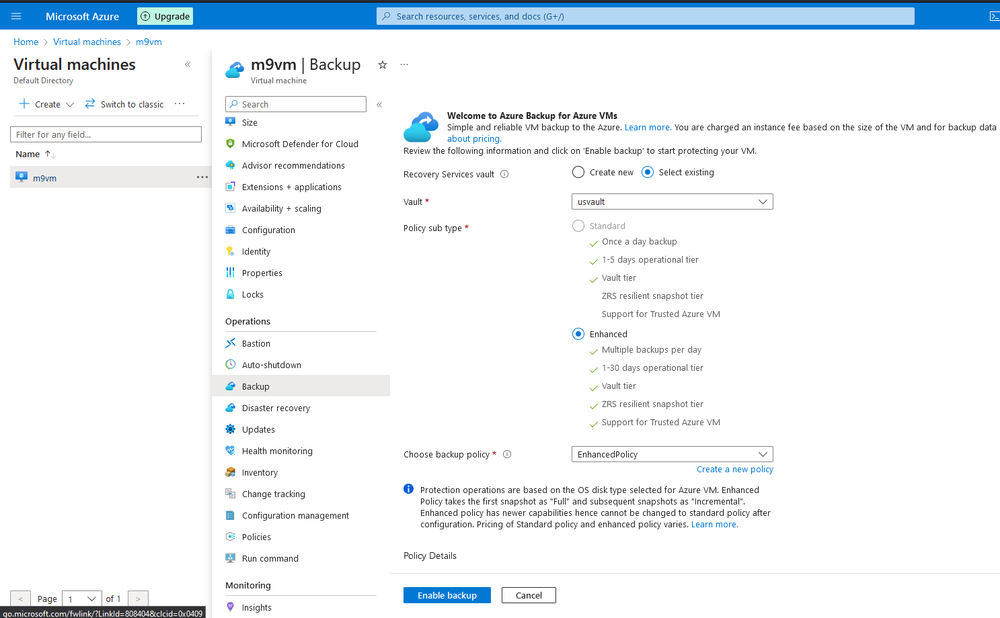 Microsoft Azure
Upgrade
Search resources, services, and docs (G+/)
Home > Virtual machines > m9vm
Virtual machines
Default Directory
Create
Switch to classic
Filter for any field...
Name
m9vm
< Page 1 of 1 >
go.microsoft.com/fwlink/?LinkId=808404&clcid=0x0409
m9vm | Backup
Virtual machine
Search
Size
Microsoft Defender for Cloud
Advisor recommendations
Extensions + applications
Availability + scaling
Configuration
Identity
Properties
Locks
Operations
Bastion
Auto-shutdown
Backup
Disaster recovery
Updates
Health monitoring
Inventory
Change tracking
Configuration management
Policies
Run command
Monitoring
Insights
Welcome to Azure Backup for Azure VMs
Simple and reliable VM backup to the Azure. Learn more. You are charged an instance fee based on the size of the VM and for backup data
about pricing.
Review the following information and click on 'Enable backup' to start protecting your VM.
Recovery Services vault
Create new
Select existing
Vault *
usvault
Policy sub type *
Standard
Once a day backup
1-5 days operational tier
Vault tier
ZRS resilient snapshot tier
Support for Trusted Azure VM
Enhanced
Multiple backups per day
1-30 days operational tier
Vault tier
ZRS resilient snapshot tier
Support for Trusted Azure VM
Choose backup policy *
EnhancedPolicy
Create a new policy
Protection operations are based on the OS disk type selected for Azure VM. Enhanced
Policy takes the first snapshot as "Full" and subsequent snapshots as "Incremental".
Enhanced policy has newer capabilities hence cannot be changed to standard policy after
configuration. Pricing of Standard policy and enhanced policy varies. Learn more.
Policy Details
Enable backup
Cancel